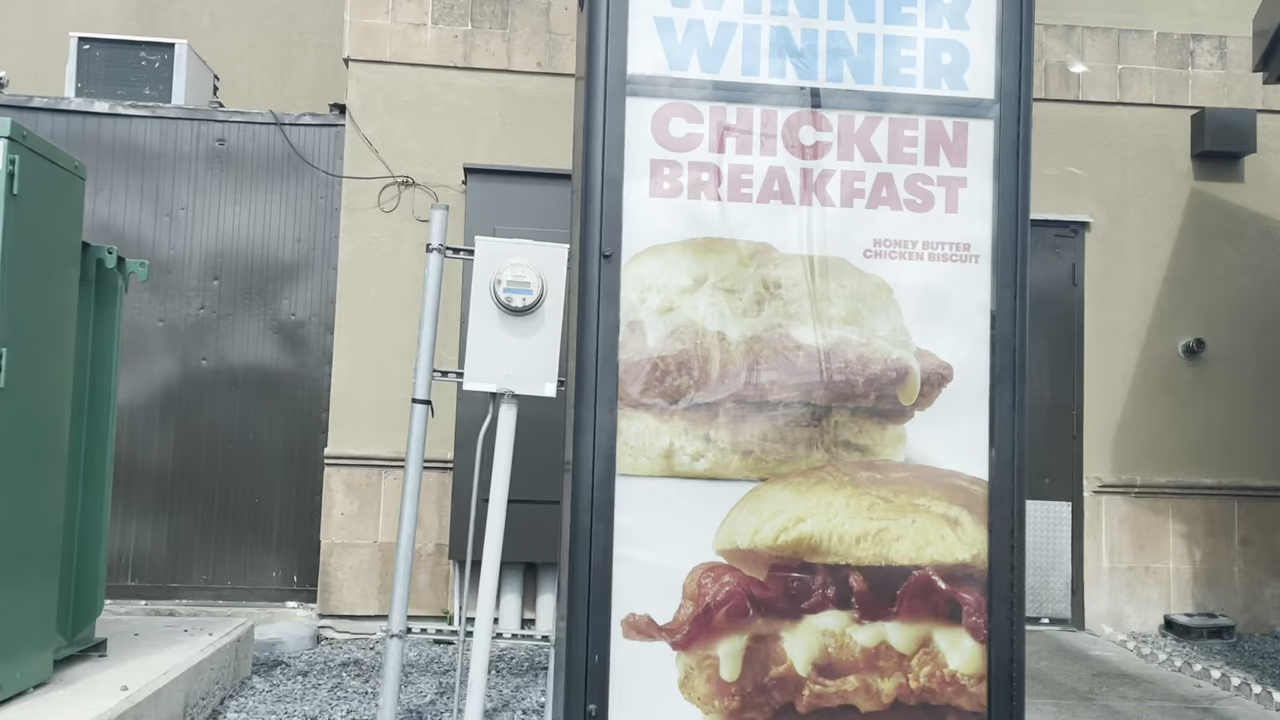 WINNER
WINNER
CHICKEN
BREAKFAST
HONEY BUTTER
CHICKEN BISCUIT